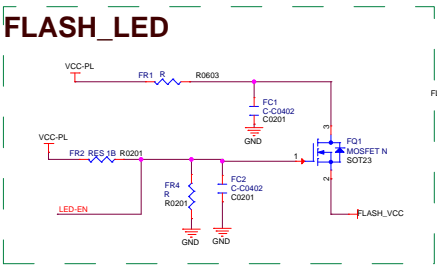 FLASH_LED
VCC-PL
FR1 R R0603
FC1
C-C0402
C0201
GND
3
FQ1
MOSFET N
SOT23
1
2
VCC-PL
FR2 RES 1B R0201
FR4
R
R0201
GND
FC2
C-C0402
C0201
GND
LED-EN
FLASH_VCC